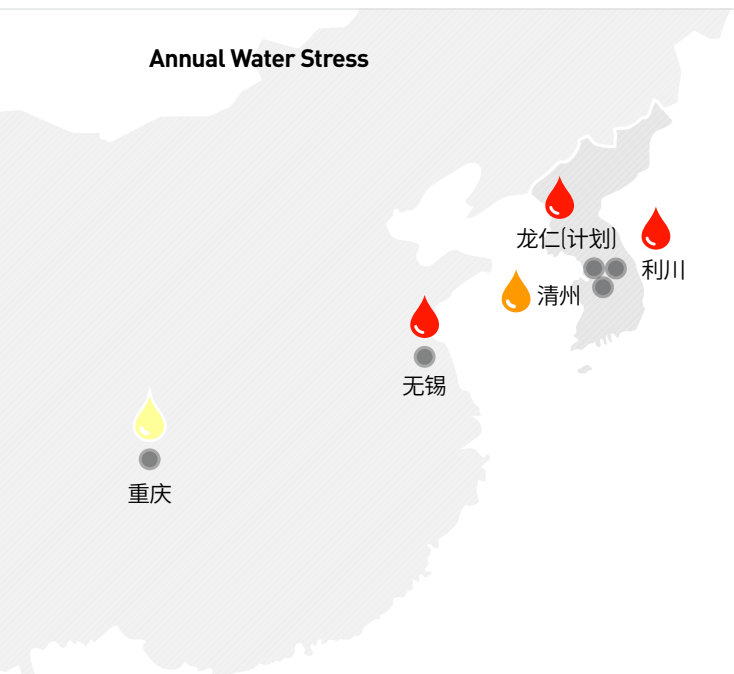 Annual Water Stress
龙仁(计划)
利川
清州
无锡
重庆